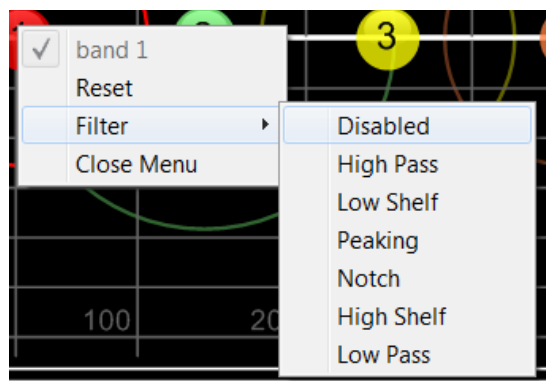 3
✓ band 1
Reset
Filter
Close Menu
Disabled
High Pass
Low Shelf
Peaking
Notch
High Shelf
Low Pass
100